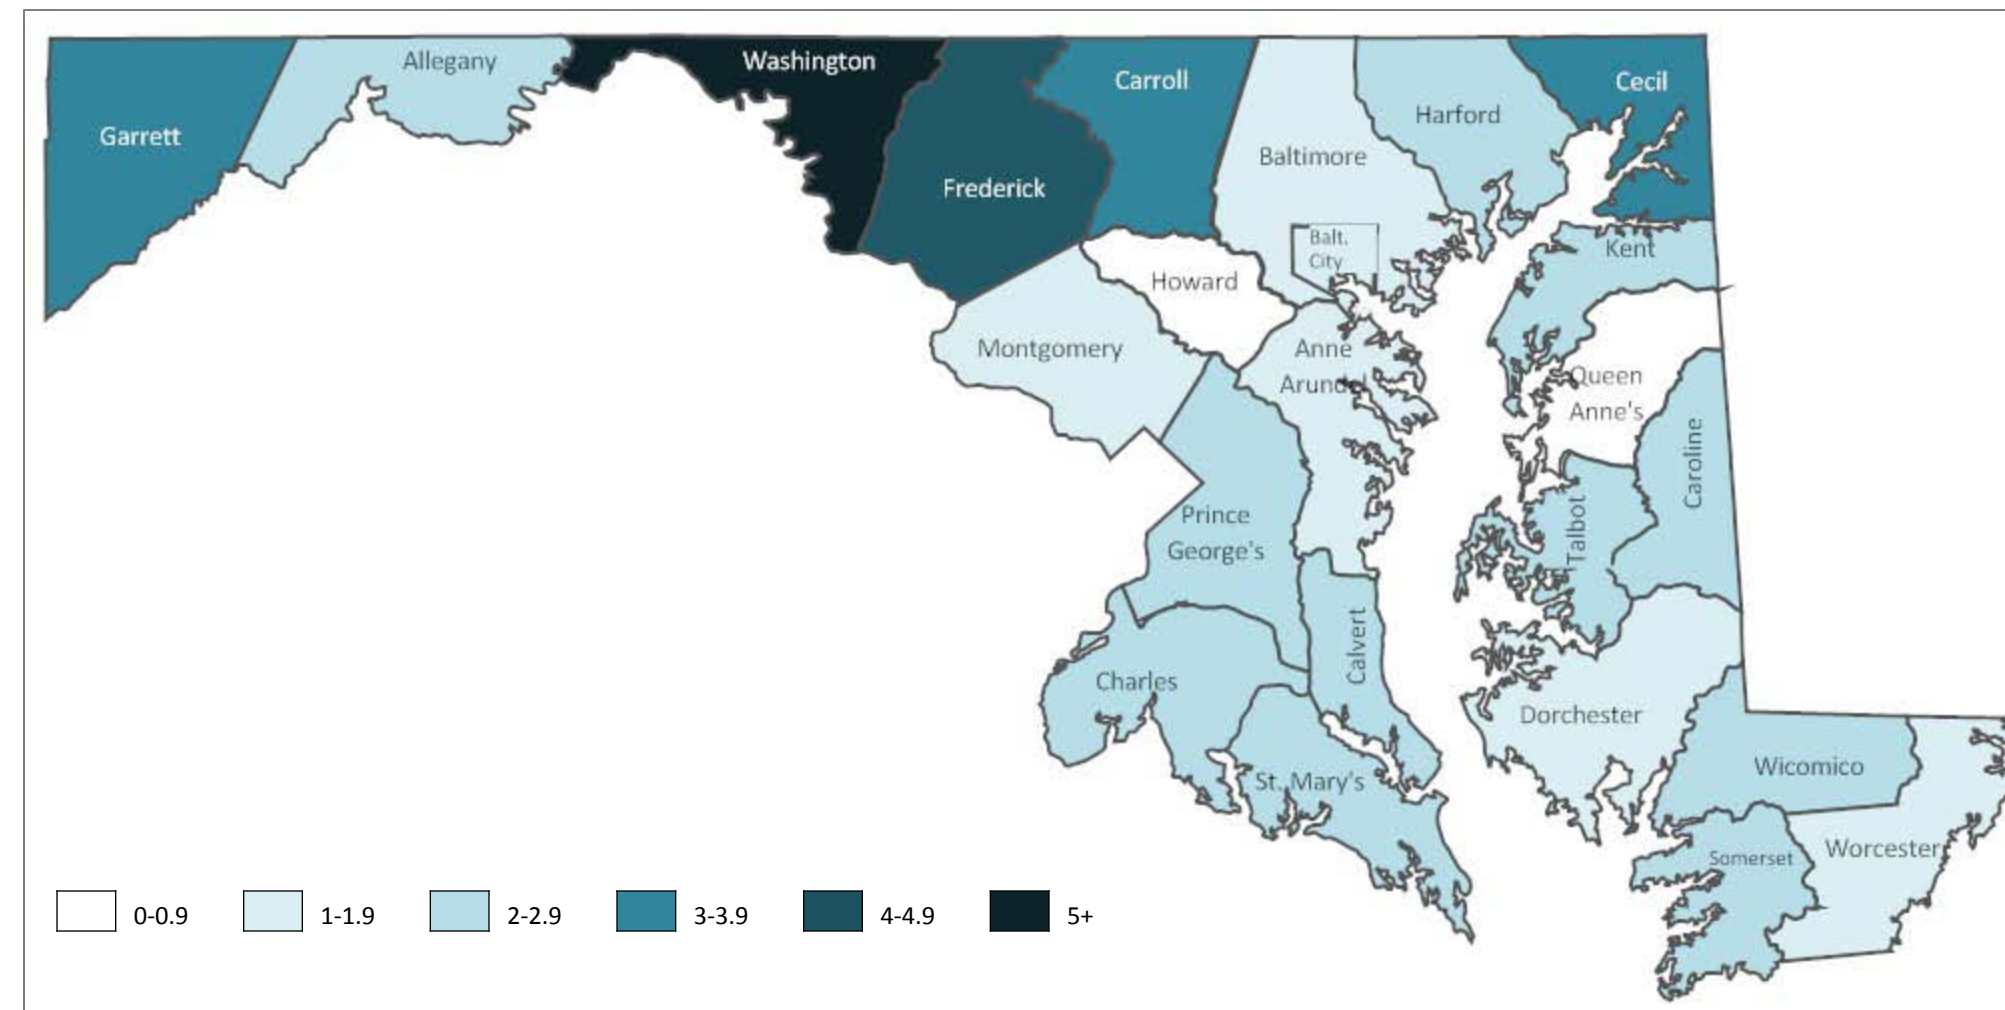 Allegany
Washington
Carroll
Cecil
Garrett
Harford
Baltimore
Frederick
Balt.
City
Kent
Howard
Montgomery
Anne
Arundel
Queen
Anne's
Caroline
Talbot
Prince
George's
Calvert
Charles
Dorchester
St. Mary's
Wicomico
Somerset
Worcester
0-0.9
1-1.9
2-2.9
3-3.9
4-4.9
5+